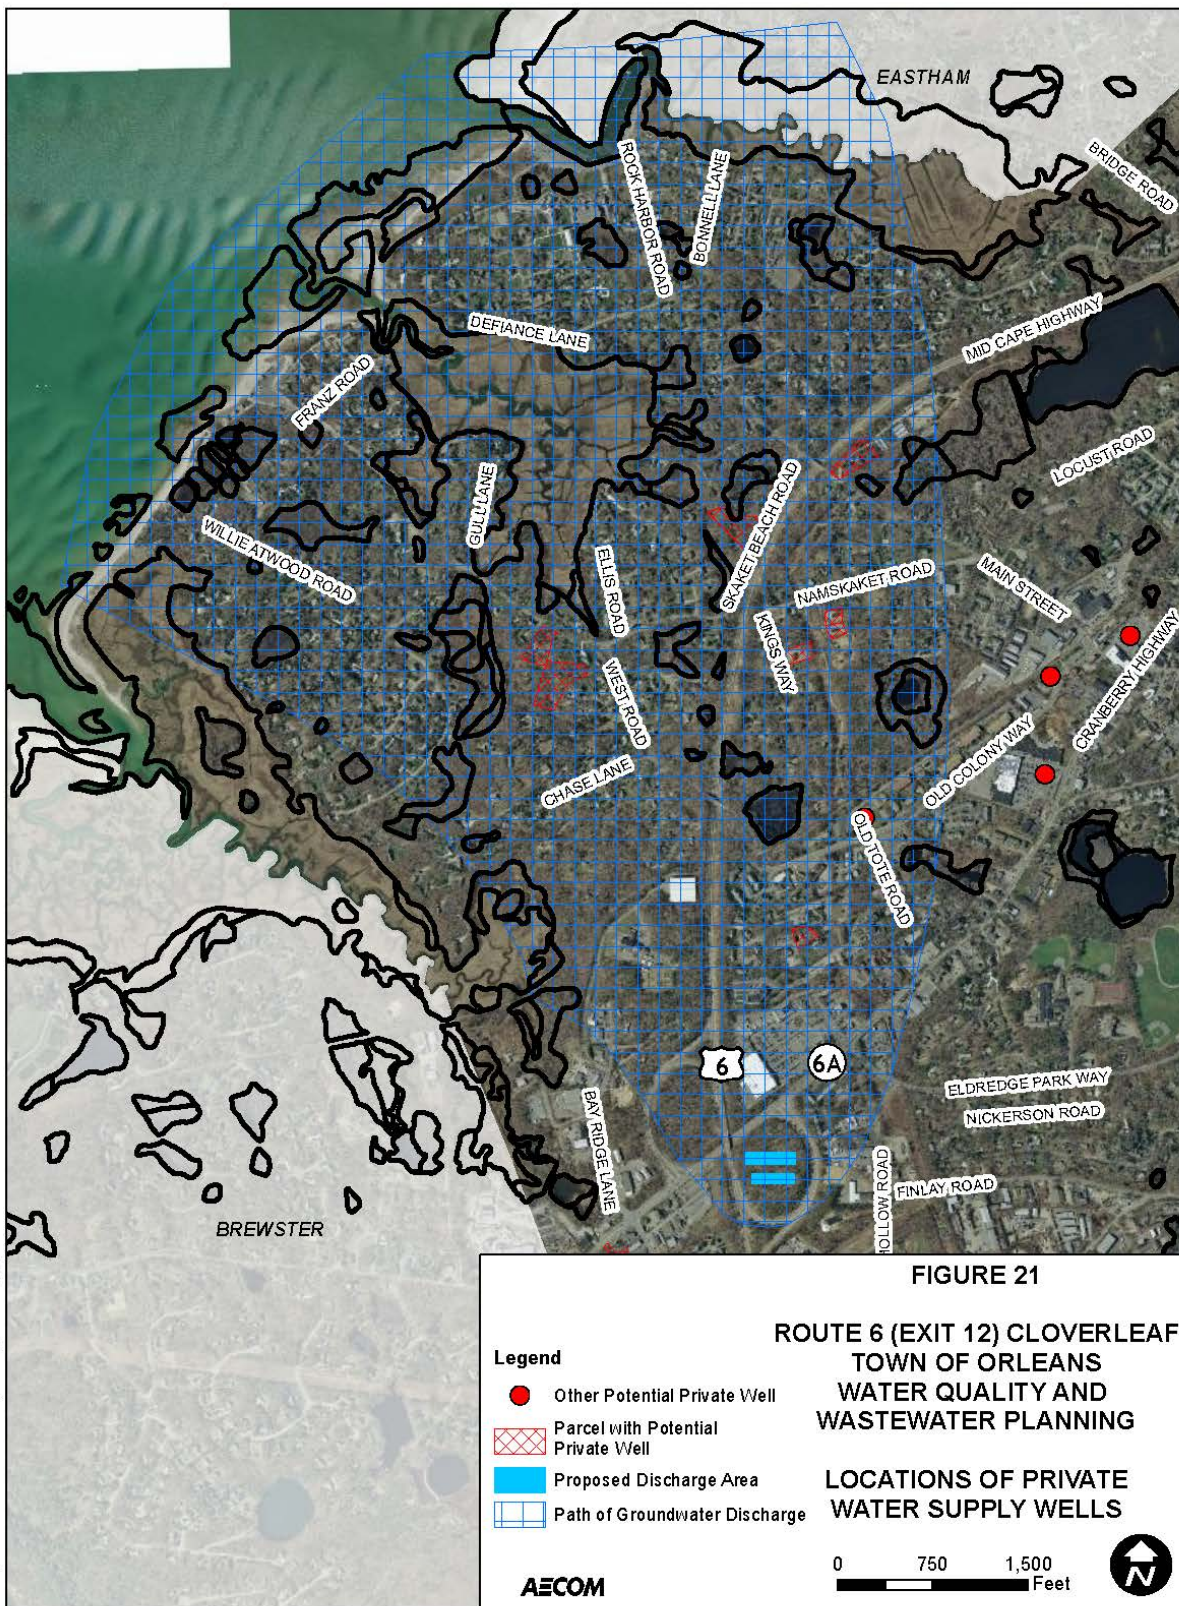 EASTHAM
BRIDGE ROAD
ROCK HARBOR ROAD
BONNELL LANE
MID CAPE HIGHWAY
DEFIANCE LANE
FRANZ ROAD
LOCUST ROAD
GULL LANE
SKAKET BEACH ROAD
WILLIE ATWOOD ROAD
ELLIS ROAD
NAMSKAKET ROAD
MAIN STREET
KINGS WAY
CRANBERRY HIGHWAY
WEST ROAD
OLD COLONY WAY
CHASE LANE
OLD TOTE ROAD
6
6A
ELDREDGE PARK WAY
NICKERSON ROAD
BAY RIDGE LANE
HOLLOW ROAD
FINLAY ROAD
BREWSTER
FIGURE 21
ROUTE 6 (EXIT 12) CLOVERLEAF
TOWN OF ORLEANS
WATER QUALITY AND
WASTEWATER PLANNING
LOCATIONS OF PRIVATE
WATER SUPPLY WELLS
Legend
Other Potential Private Well
Parcel with Potential
Private Well
Proposed Discharge Area
Path of Groundwater Discharge
AECOM
0 750 1,500
Feet
N